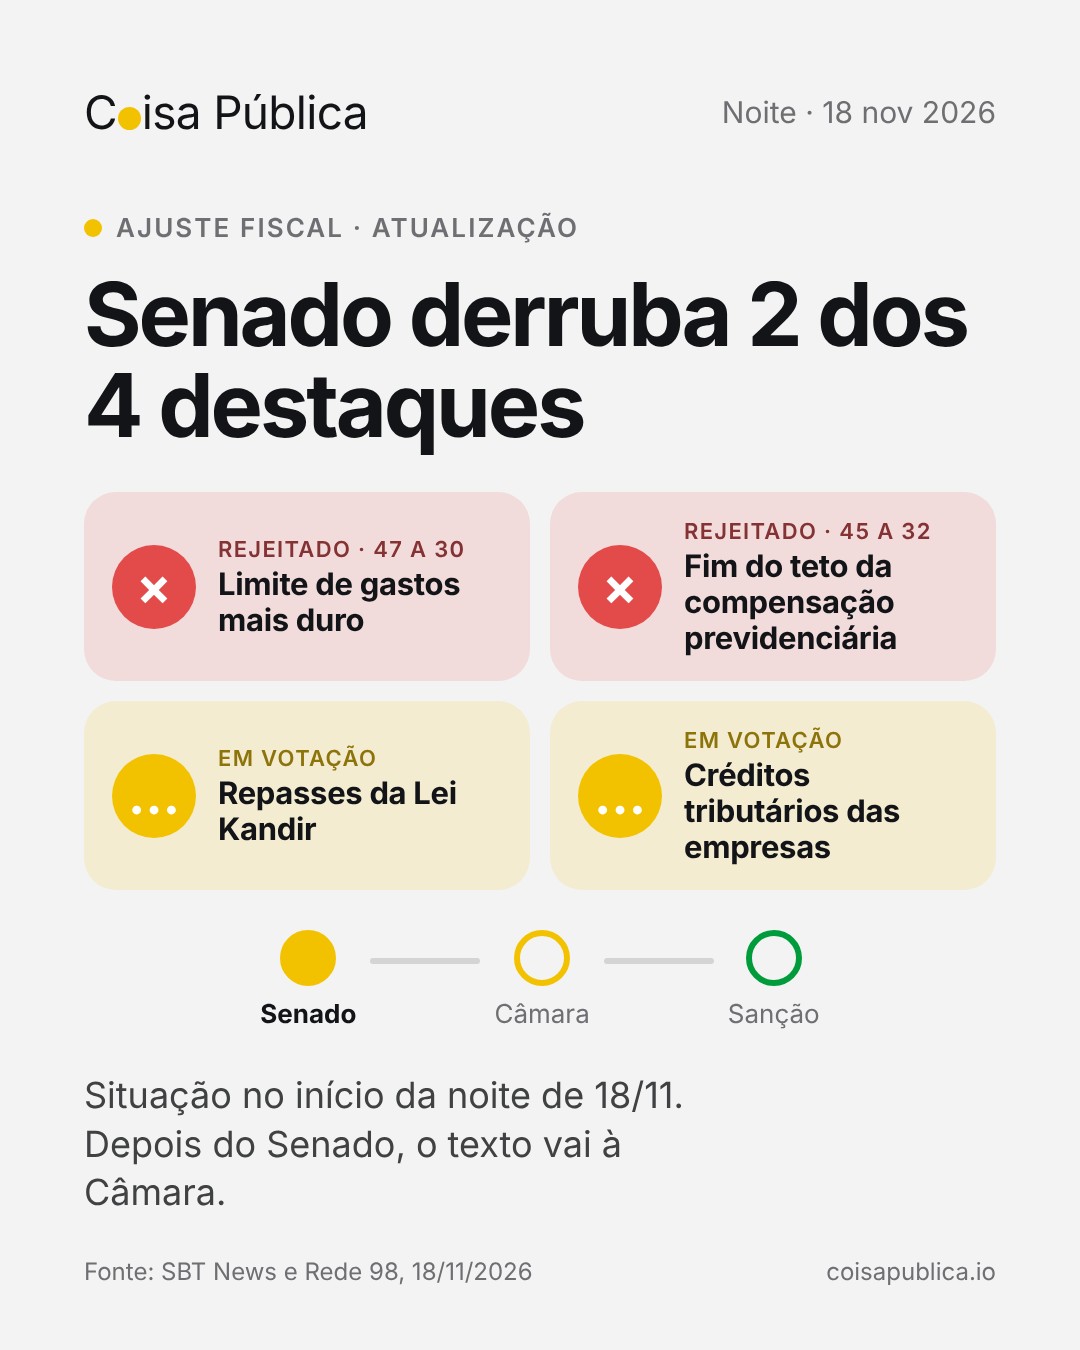 Coisa Pública
Noite · 18 nov 2026
AJUSTE FISCAL · ATUALIZAÇÃO
Senado derruba 2 dos
4 destaques
REJEITADO · 47 A 30
Limite de gastos
mais duro
REJEITADO · 45 A 32
Fim do teto da
compensação
previdenciária
EM VOTAÇÃO
Repasses da Lei
Kandir
EM VOTAÇÃO
Créditos
tributários das
empresas
Senado
Câmara
Sanção
Situação no início da noite de 18/11.
Depois do Senado, o texto vai à
Câmara.
Fonte: SBT News e Rede 98, 18/11/2026
coisapublica.io